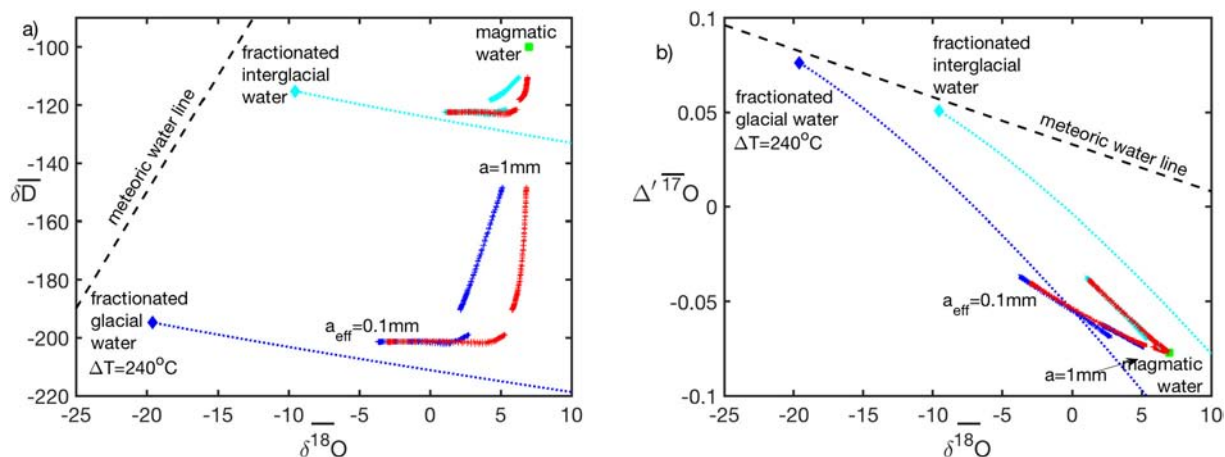 a)
-100
-120
-140
-160
-180
-200
-220
-25
-20
-15
-10
-5
0
5
10
δD
δ18O
meteoric water line
fractionated
interglacial
water
magmatic
water
a=1mm
aeff=0.1mm
fractionated
glacial
water
ΔT=240°C
b)
0.1
0.05
0
-0.05
-0.1
-25
-20
-15
-10
-5
0
5
10
Δ′17O
δ18O
fractionated
interglacial
water
fractionated
glacial water
ΔT=240°C
meteoric water line
aeff=0.1mm
a=1mm
magmatic
water